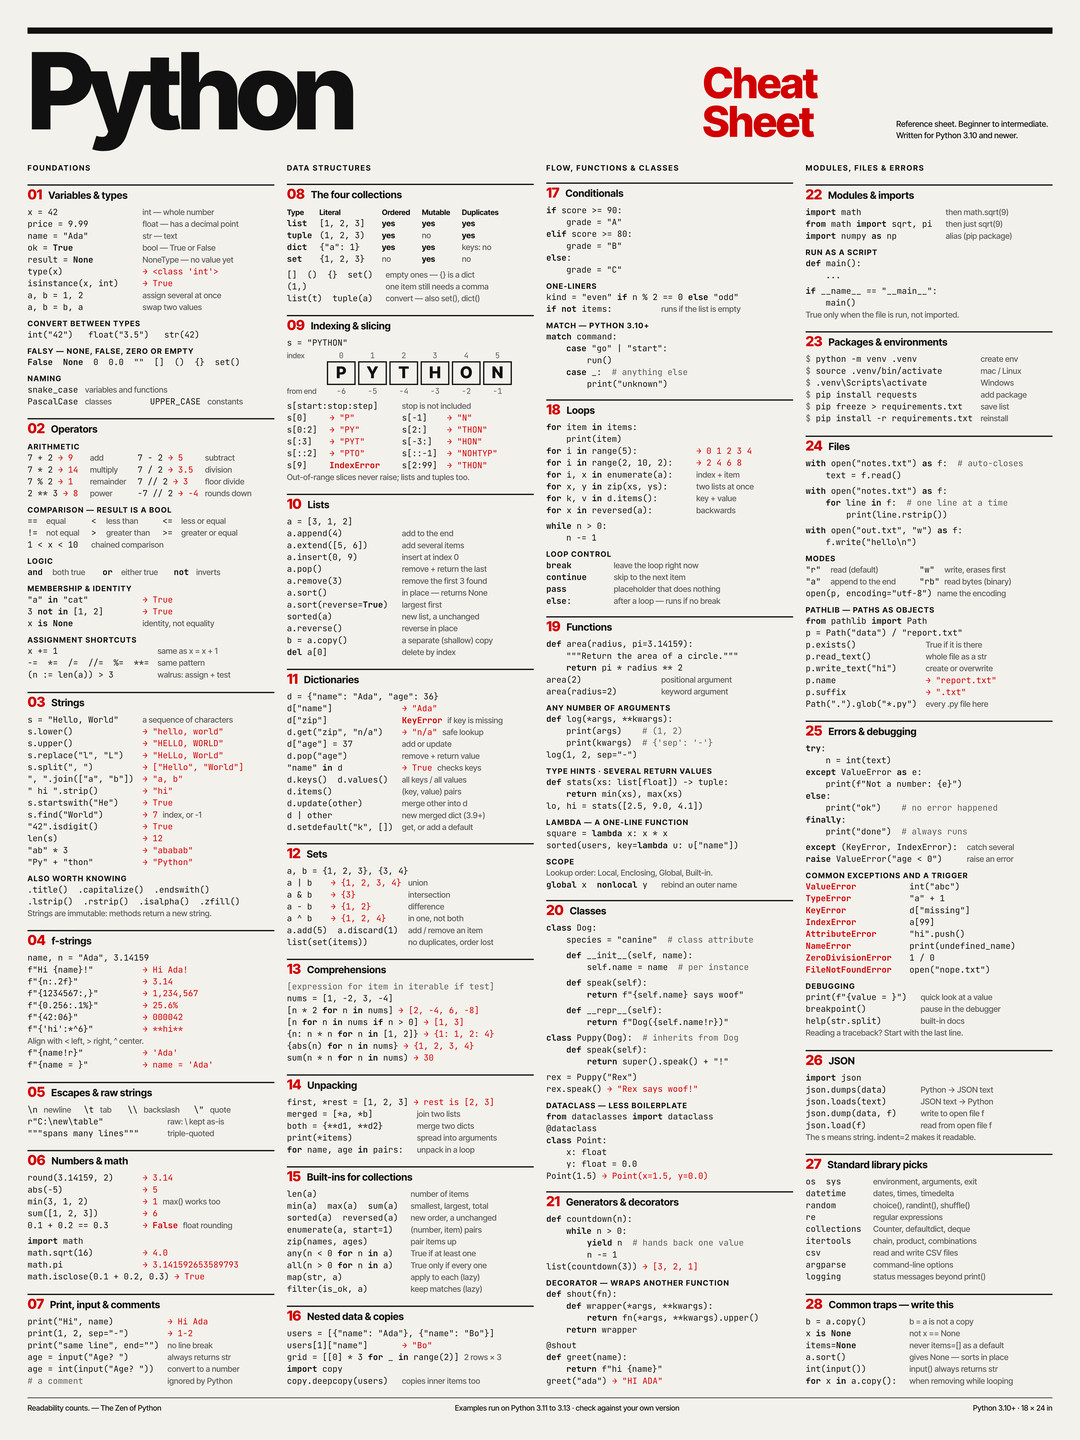 Python
Cheat
Sheet
Reference sheet. Beginner to intermediate.
Written for Python 3.10 and newer.
FOUNDATIONS
01 Variables & types
x = 42 int — whole number
price = 9.99 float — has a decimal point
name = "Ada" str — text
ok = True bool — True or False
result = None NoneType — no value yet
type(x) → <class 'int'>
isinstance(x, int) → True
a, b = 1, 2 assign several at once
a, b = b, a swap two values
CONVERT BETWEEN TYPES
int("42") float("3.5") str(42)
FALSY — NONE, FALSE, ZERO OR EMPTY
False None 0 0.0 "" [] () {} set()
NAMING
snake_case variables and functions
PascalCase classes UPPER_CASE constants
02 Operators
ARITHMETIC
7 + 2 → 9 add 7 - 2 → 5 subtract
7 * 2 → 14 multiply 7 / 2 → 3.5 division
7 % 2 → 1 remainder 7 // 2 → 3 floor divide
2 ** 3 → 8 power -7 // 2 → -4 rounds down
COMPARISON — RESULT IS A BOOL
== equal < less than <= less or equal
!= not equal > greater than >= greater or equal
1 < x < 10 chained comparison
LOGIC
and both true or either true not inverts
MEMBERSHIP & IDENTITY
"a" in "cat" → True
3 not in [1, 2] → True
x is None identity, not equality
ASSIGNMENT SHORTCUTS
x += 1 same as x = x + 1
-= *= /= //= %= **= same pattern
(n := len(a)) > 3 walrus: assign + test
03 Strings
s = "Hello, World" a sequence of characters
s.lower() → "hello, world"
s.upper() → "HELLO, WORLD"
s.replace("l", "L") → "HeLLo, WorLd"
s.split(", ") → ["Hello", "World"]
", ".join(["a", "b"]) → "a, b"
" hi ".strip() → "hi"
s.startswith("He") → True
s.find("World") → 7 index, or -1
"42".isdigit() → True
len(s) → 12
"ab" * 3 → "ababab"
"Py" + "thon" → "Python"
ALSO WORTH KNOWING
.title() .capitalize() .endswith()
.lstrip() .rstrip() .isalpha() .zfill()
Strings are immutable: methods return a new string.
04 f-strings
name, n = "Ada", 3.14159
f"Hi {name}!" → Hi Ada!
f"{n:.2f}" → 3.14
f"{1234567:,}" → 1,234,567
f"{0.256:.1%}" → 25.6%
f"{42:06}" → 000042
f"{'hi':*^6}" → **hi**
Align with < left, > right, ^ center.
f"{name!r}" → 'Ada'
f"{name = }" → name = 'Ada'
05 Escapes & raw strings
\n newline \t tab \\ backslash \" quote
r"C:\new\table" raw: \ kept as-is
"""spans many lines""" triple-quoted
06 Numbers & math
round(3.14159, 2) → 3.14
abs(-5) → 5
min(3, 1, 2) → 1 max() works too
sum([1, 2, 3]) → 6
0.1 + 0.2 == 0.3 → False float rounding
import math
math.sqrt(16) → 4.0
math.pi → 3.141592653589793
math.isclose(0.1 + 0.2, 0.3) → True
07 Print, input & comments
print("Hi", name) → Hi Ada
print(1, 2, sep="-") → 1-2
print("same line", end="") no line break
age = input("Age? ") always returns str
age = int(input("Age? ")) convert to a number
# a comment ignored by Python
DATA STRUCTURES
08 The four collections
Type Literal Ordered Mutable Duplicates
list [1, 2, 3] yes yes yes
tuple (1, 2, 3) yes no yes
dict {"a": 1} yes yes keys: no
set {1, 2, 3} no yes no
[] () {} set() empty ones — {} is a dict
(1,) one item still needs a comma
list(t) tuple(a) convert — also set(), dict()
09 Indexing & slicing
s = "PYTHON"
index 0 1 2 3 4 5
P Y T H O N
from end -6 -5 -4 -3 -2 -1
s[start:stop:step] stop is not included
s[0] → "P" s[-1] → "N"
s[0:2] → "PY" s[2:] → "THON"
s[:3] → "PYT" s[-3:] → "HON"
s[::2] → "PTO" s[::-1] → "NOHTYP"
s[9] IndexError s[2:99] → "THON"
Out-of-range slices never raise; lists and tuples too.
10 Lists
a = [3, 1, 2]
a.append(4) add to the end
a.extend([5, 6]) add several items
a.insert(0, 9) insert at index 0
a.pop() remove + return the last
a.remove(3) remove the first 3 found
a.sort() in place — returns None
a.sort(reverse=True) largest first
sorted(a) new list, a unchanged
a.reverse() reverse in place
b = a.copy() a separate (shallow) copy
del a[0] delete by index
11 Dictionaries
d = {"name": "Ada", "age": 36}
d["name"] → "Ada"
d["zip"] KeyError if key is missing
d.get("zip", "n/a") → "n/a" safe lookup
d["age"] = 37 add or update
d.pop("age") remove + return value
"name" in d → True checks keys
d.keys() d.values() all keys / all values
d.items() (key, value) pairs
d.update(other) merge other into d
d | other new merged dict (3.9+)
d.setdefault("k", []) get, or add a default
12 Sets
a, b = {1, 2, 3}, {3, 4}
a | b → {1, 2, 3, 4} union
a & b → {3} intersection
a - b → {1, 2} difference
a ^ b → {1, 2, 4} in one, not both
a.add(5) a.discard(1) add / remove an item
list(set(items)) no duplicates, order lost
13 Comprehensions
[expression for item in iterable if test]
nums = [1, -2, 3, -4]
[n * 2 for n in nums] → [2, -4, 6, -8]
[n for n in nums if n > 0] → [1, 3]
{n: n * n for n in [1, 2]} → {1: 1, 2: 4}
{abs(n) for n in nums} → {1, 2, 3, 4}
sum(n * n for n in nums) → 30
14 Unpacking
first, *rest = [1, 2, 3] → rest is [2, 3]
merged = [*a, *b] join two lists
both = {**d1, **d2} merge two dicts
print(*items) spread into arguments
for name, age in pairs: unpack in a loop
15 Built-ins for collections
len(a) number of items
min(a) max(a) sum(a) smallest, largest, total
sorted(a) reversed(a) new order, a unchanged
enumerate(a, start=1) (number, item) pairs
zip(names, ages) pair items up
any(n < 0 for n in a) True if at least one
all(n > 0 for n in a) True only if every one
map(str, a) apply to each (lazy)
filter(is_ok, a) keep matches (lazy)
16 Nested data & copies
users = [{"name": "Ada"}, {"name": "Bo"}]
users[1]["name"] → "Bo"
grid = [[0] * 3 for _ in range(2)] 2 rows × 3
import copy
copy.deepcopy(users) copies inner items too
FLOW, FUNCTIONS & CLASSES
17 Conditionals
if score >= 90:
grade = "A"
elif score >= 80:
grade = "B"
else:
grade = "C"
ONE-LINERS
kind = "even" if n % 2 == 0 else "odd"
if not items: runs if the list is empty
MATCH — PYTHON 3.10+
match command:
case "go" | "start":
run()
case _: # anything else
print("unknown")
18 Loops
for item in items:
print(item)
for i in range(5): → 0 1 2 3 4
for i in range(2, 10, 2): → 2 4 6 8
for i, x in enumerate(a): index + item
for x, y in zip(xs, ys): two lists at once
for k, v in d.items(): key + value
for x in reversed(a): backwards
while n > 0:
n -= 1
LOOP CONTROL
break leave the loop right now
continue skip to the next item
pass placeholder that does nothing
else: after a loop — runs if no break
19 Functions
def area(radius, pi=3.14159):
"""Return the area of a circle."""
return pi * radius ** 2
area(2) positional argument
area(radius=2) keyword argument
ANY NUMBER OF ARGUMENTS
def log(*args, **kwargs):
print(args) # (1, 2)
print(kwargs) # {'sep': '-'}
log(1, 2, sep="-")
TYPE HINTS · SEVERAL RETURN VALUES
def stats(xs: list[float]) -> tuple:
return min(xs), max(xs)
lo, hi = stats([2.5, 9.0, 4.1])
LAMBDA — A ONE-LINE FUNCTION
square = lambda x: x * x
sorted(users, key=lambda u: u["name"])
SCOPE
Lookup order: Local, Enclosing, Global, Built-in.
global x nonlocal y rebind an outer name
20 Classes
class Dog:
species = "canine" # class attribute
def __init__(self, name):
self.name = name # per instance
def speak(self):
return f"{self.name} says woof"
def __repr__(self):
return f"Dog({self.name!r})"
class Puppy(Dog): # inherits from Dog
def speak(self):
return super().speak() + "!"
rex = Puppy("Rex")
rex.speak() → "Rex says woof!"
DATACLASS — LESS BOILERPLATE
from dataclasses import dataclass
@dataclass
class Point:
x: float
y: float = 0.0
Point(1.5) → Point(x=1.5, y=0.0)
21 Generators & decorators
def countdown(n):
while n > 0:
yield n # hands back one value
n -= 1
list(countdown(3)) → [3, 2, 1]
DECORATOR — WRAPS ANOTHER FUNCTION
def shout(fn):
def wrapper(*args, **kwargs):
return fn(*args, **kwargs).upper()
return wrapper
@shout
def greet(name):
return f"hi {name}"
greet("ada") → "HI ADA"
MODULES, FILES & ERRORS
22 Modules & imports
import math then math.sqrt(9)
from math import sqrt, pi then just sqrt(9)
import numpy as np alias (pip package)
RUN AS A SCRIPT
def main():
...
if __name__ == "__main__":
main()
True only when the file is run, not imported.
23 Packages & environments
$ python -m venv .venv create env
$ source .venv/bin/activate mac / Linux
$ .venv\Scripts\activate Windows
$ pip install requests add package
$ pip freeze > requirements.txt save list
$ pip install -r requirements.txt reinstall
24 Files
with open("notes.txt") as f: # auto-closes
text = f.read()
with open("notes.txt") as f:
for line in f: # one line at a time
print(line.rstrip())
with open("out.txt", "w") as f:
f.write("hello\n")
MODES
"r" read (default) "w" write, erases first
"a" append to the end "rb" read bytes (binary)
open(p, encoding="utf-8") name the encoding
PATHLIB — PATHS AS OBJECTS
from pathlib import Path
p = Path("data") / "report.txt"
p.exists() True if it is there
p.read_text() whole file as a str
p.write_text("hi") create or overwrite
p.name → "report.txt"
p.suffix → ".txt"
Path(".").glob("*.py") every .py file here
25 Errors & debugging
try:
n = int(text)
except ValueError as e:
print(f"Not a number: {e}")
else:
print("ok") # no error happened
finally:
print("done") # always runs
except (KeyError, IndexError): catch several
raise ValueError("age < 0") raise an error
COMMON EXCEPTIONS AND A TRIGGER
ValueError int("abc")
TypeError "a" + 1
KeyError d["missing"]
IndexError a[99]
AttributeError "hi".push()
NameError print(undefined_name)
ZeroDivisionError 1 / 0
FileNotFoundError open("nope.txt")
DEBUGGING
print(f"{value = }") quick look at a value
breakpoint() pause in the debugger
help(str.split) built-in docs
Reading a traceback? Start with the last line.
26 JSON
import json
json.dumps(data) Python → JSON text
json.loads(text) JSON text → Python
json.dump(data, f) write to open file f
json.load(f) read from open file f
The s means string. indent=2 makes it readable.
27 Standard library picks
os sys environment, arguments, exit
datetime dates, times, timedelta
random choice(), randint(), shuffle()
re regular expressions
collections Counter, defaultdict, deque
itertools chain, product, combinations
csv read and write CSV files
argparse command-line options
logging status messages beyond print()
28 Common traps — write this
b = a.copy() b = a is not a copy
x is None not x == None
items=None never items=[] as a default
a.sort() gives None — sorts in place
int(input()) input() always returns str
for x in a.copy(): when removing while looping
Readability counts. — The Zen of Python
Examples run on Python 3.11 to 3.13 · check against your own version
Python 3.10+ · 18 × 24 in